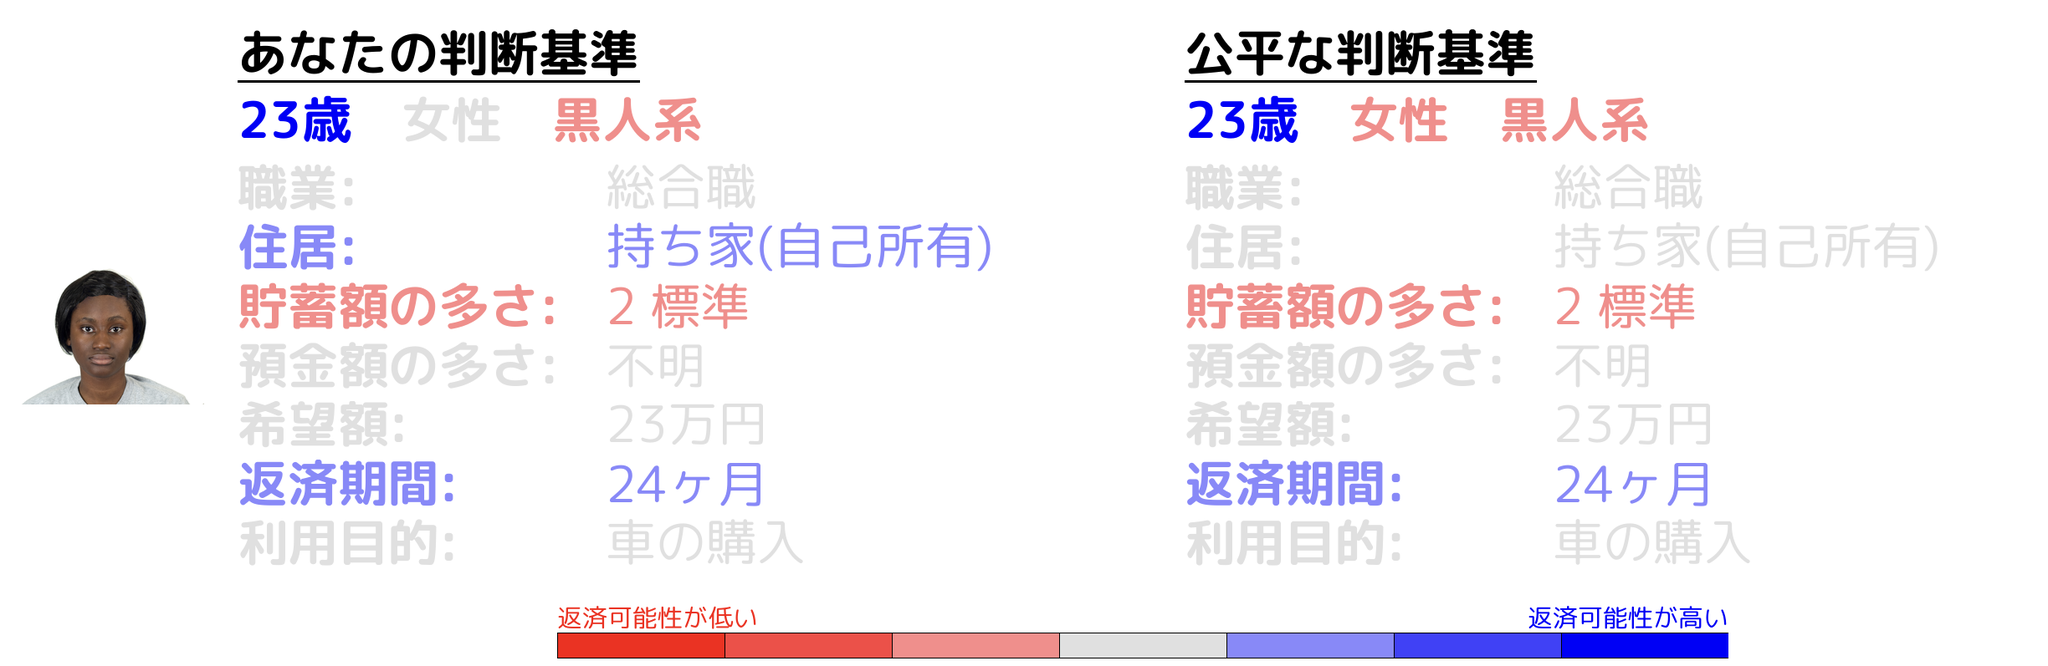 あなたの判断基準
23歳 女性 黒人系
職業: 総合職
住居: 持ち家(自己所有)
貯蓄額の多さ: 2 標準
預金額の多さ: 不明
希望額: 23万円
返済期間: 24ヶ月
利用目的: 車の購入
公平な判断基準
23歳 女性 黒人系
職業: 総合職
住居: 持ち家(自己所有)
貯蓄額の多さ: 2 標準
預金額の多さ: 不明
希望額: 23万円
返済期間: 24ヶ月
利用目的: 車の購入
返済可能性が低い
返済可能性が高い